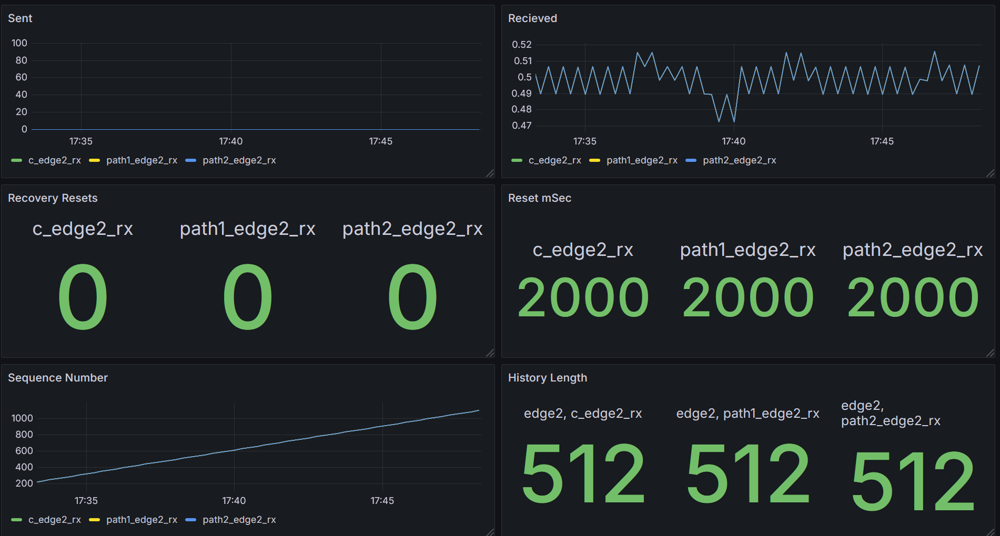 Sent
100
80
60
40
20
0
17:35 17:40 17:45
c_edge2_rx path1_edge2_rx path2_edge2_rx
Recieved
0.52
0.51
0.5
0.49
0.48
0.47
17:35 17:40 17:45
c_edge2_rx path1_edge2_rx path2_edge2_rx
Recovery Resets
c_edge2_rx path1_edge2_rx path2_edge2_rx
0 0 0
Reset mSec
c_edge2_rx path1_edge2_rx path2_edge2_rx
2000 2000 2000
Sequence Number
1000
800
600
400
200
17:35 17:40 17:45
c_edge2_rx path1_edge2_rx path2_edge2_rx
History Length
edge2, c_edge2_rx
512
edge2, path1_edge2_rx
512
edge2,
path2_edge2_rx
512